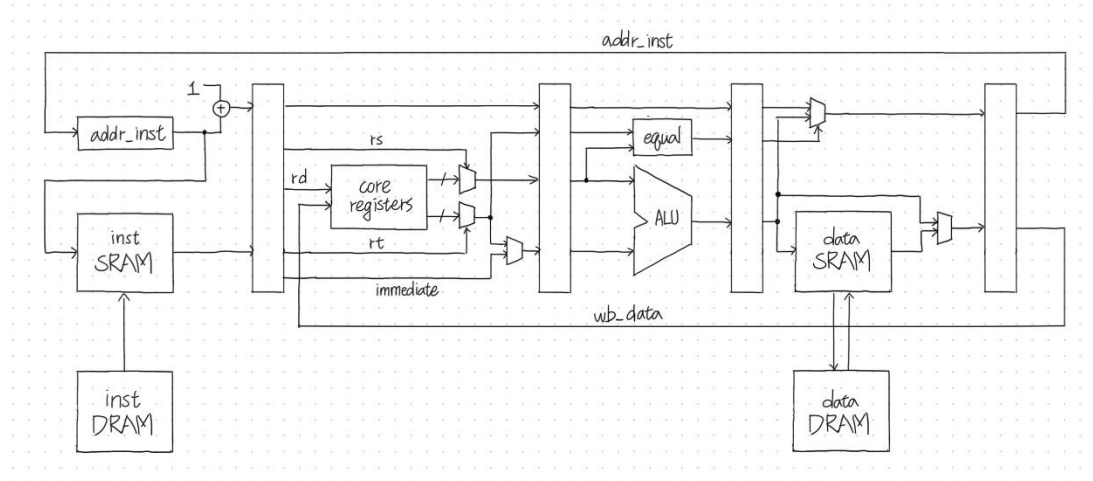 addr_inst
1
+
addr_inst
rs
equal
rd
core
registers
ALU
inst
SRAM
rt
data
SRAM
immediate
wb_data
inst
DRAM
data
DRAM